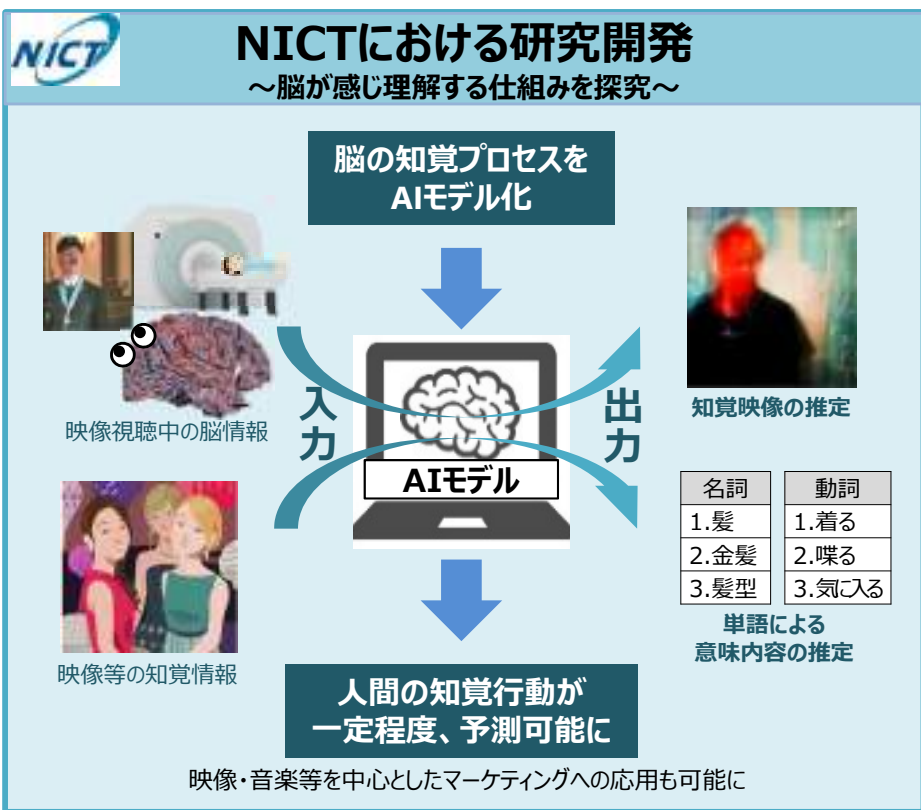 NICT
NICTにおける研究開発
～脳が感じ理解する仕組みを探究～
脳の知覚プロセスを
AIモデル化
映像視聴中の脳情報
入力
AIモデル
出力
知覚映像の推定
名詞
1.髪
2.金髪
3.髪型
動詞
1.着る
2.喋る
3.気に入る
単語による
意味内容の推定
映像等の知覚情報
人間の知覚行動が
一定程度、予測可能に
映像・音楽等を中心としたマーケティングへの応用も可能に